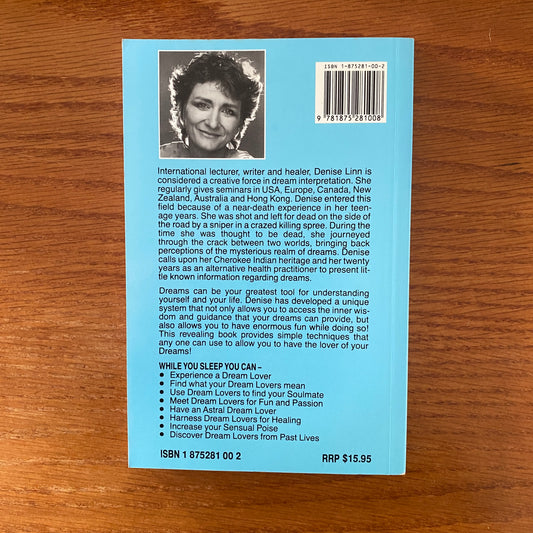 ISBN 1-875281-00-2
9 781875 281008
International lecturer, writer and healer, Denise Linn is
considered a creative force in dream interpretation. She
regularly gives seminars in USA, Europe, Canada, New
Zealand, Australia and Hong Kong. Denise entered this
field because of a near-death experience in her teen-
age years. She was shot and left for dead on the side of
the road by a sniper in a crazed killing spree. During the
time she was thought to be dead, she journeyed
through the crack between two worlds, bringing back
perceptions of the mysterious realm of dreams. Denise
calls upon her Cherokee Indian heritage and her twenty
years as an alternative health practitioner to present lit-
tle known information regarding dreams.
Dreams can be your greatest tool for understanding
yourself and your life. Denise has developed a unique
system that not only allows you to access the inner wis-
dom and guidance that your dreams can provide, but
also allows you to have enormous fun while doing so!
This revealing book provides simple techniques that
any one can use to allow you to have the lover of your
Dreams!
WHILE YOU SLEEP YOU CAN –
● Experience a Dream Lover
● Find what your Dream Lovers mean
● Use Dream Lovers to find your Soulmate
● Meet Dream Lovers for Fun and Passion
● Have an Astral Dream Lover
● Harness Dream Lovers for Healing
● Increase your Sensual Poise
● Discover Dream Lovers from Past Lives
ISBN 1 875281 00 2 RRP $15.95